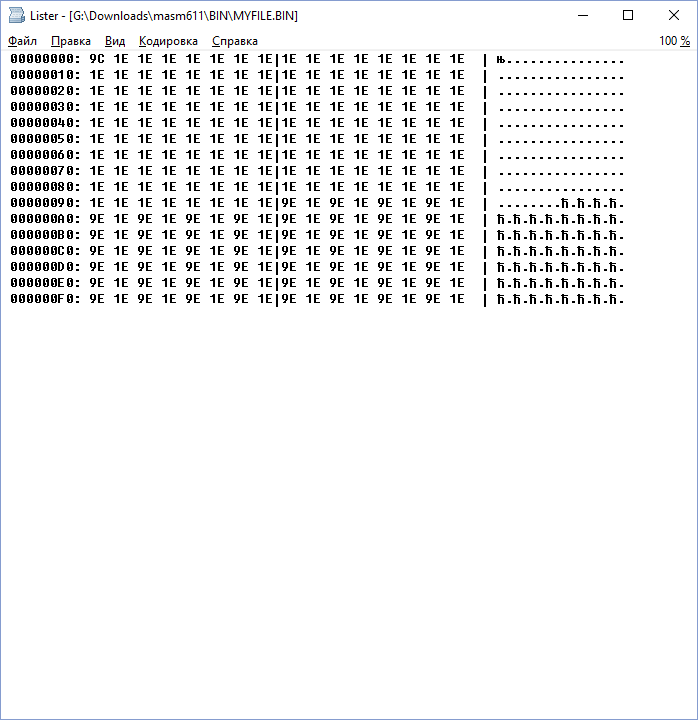 Lister - [G:\Downloads\masm611\BIN\MYFILE.BIN]
Файл Правка Вид Кодировка Справка 100 %
00000000: 9C 1E 1E 1E 1E 1E 1E 1E|1E 1E 1E 1E 1E 1E 1E 1E | њ...............
00000010: 1E 1E 1E 1E 1E 1E 1E 1E|1E 1E 1E 1E 1E 1E 1E 1E | ................
00000020: 1E 1E 1E 1E 1E 1E 1E 1E|1E 1E 1E 1E 1E 1E 1E 1E | ................
00000030: 1E 1E 1E 1E 1E 1E 1E 1E|1E 1E 1E 1E 1E 1E 1E 1E | ................
00000040: 1E 1E 1E 1E 1E 1E 1E 1E|1E 1E 1E 1E 1E 1E 1E 1E | ................
00000050: 1E 1E 1E 1E 1E 1E 1E 1E|1E 1E 1E 1E 1E 1E 1E 1E | ................
00000060: 1E 1E 1E 1E 1E 1E 1E 1E|1E 1E 1E 1E 1E 1E 1E 1E | ................
00000070: 1E 1E 1E 1E 1E 1E 1E 1E|1E 1E 1E 1E 1E 1E 1E 1E | ................
00000080: 1E 1E 1E 1E 1E 1E 1E 1E|1E 1E 1E 1E 1E 1E 1E 1E | ................
00000090: 1E 1E 1E 1E 1E 1E 1E 1E|9E 1E 9E 1E 9E 1E 9E 1E | ........ћ.ћ.ћ.ћ.
000000A0: 9E 1E 9E 1E 9E 1E 9E 1E|9E 1E 9E 1E 9E 1E 9E 1E | ћ.ћ.ћ.ћ.ћ.ћ.ћ.ћ.
000000B0: 9E 1E 9E 1E 9E 1E 9E 1E|9E 1E 9E 1E 9E 1E 9E 1E | ћ.ћ.ћ.ћ.ћ.ћ.ћ.ћ.
000000C0: 9E 1E 9E 1E 9E 1E 9E 1E|9E 1E 9E 1E 9E 1E 9E 1E | ћ.ћ.ћ.ћ.ћ.ћ.ћ.ћ.
000000D0: 9E 1E 9E 1E 9E 1E 9E 1E|9E 1E 9E 1E 9E 1E 9E 1E | ћ.ћ.ћ.ћ.ћ.ћ.ћ.ћ.
000000E0: 9E 1E 9E 1E 9E 1E 9E 1E|9E 1E 9E 1E 9E 1E 9E 1E | ћ.ћ.ћ.ћ.ћ.ћ.ћ.ћ.
000000F0: 9E 1E 9E 1E 9E 1E 9E 1E|9E 1E 9E 1E 9E 1E 9E 1E | ћ.ћ.ћ.ћ.ћ.ћ.ћ.ћ.